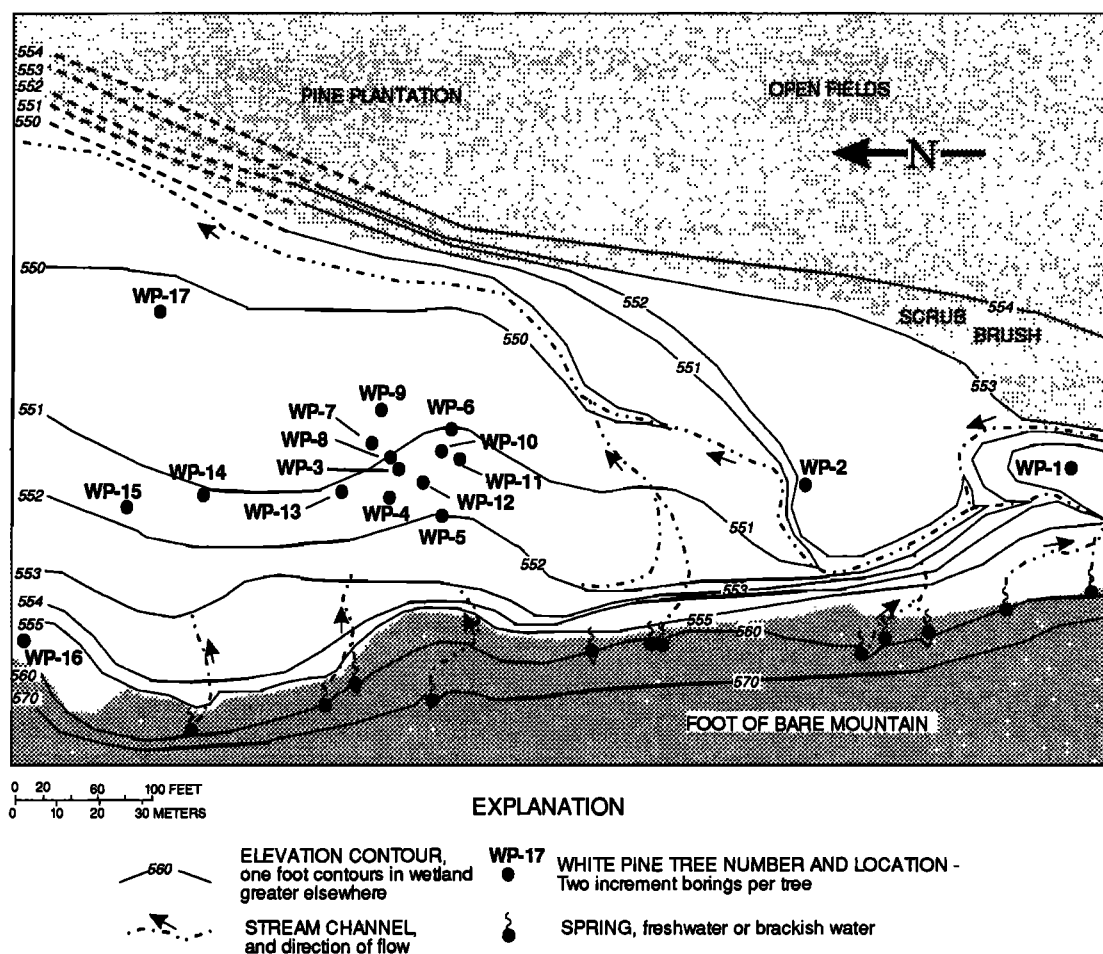 554
553
552
551
550
PINE PLANTATION
OPEN FIELDS
N
550
WP-17
552
550
551
554
SCRUB
BRUSH
553
551
WP-9
WP-6
WP-7
WP-8
WP-10
WP-3
WP-11
WP-2
WP-1
WP-14
WP-15
WP-13
WP-12
WP-4
WP-5
552
551
552
553
553
554
555
555
WP-16
560
560
570
570
FOOT OF BARE MOUNTAIN
0 20 60 100 FEET
0 10 20 30 METERS
EXPLANATION
560
ELEVATION CONTOUR,
one foot contours in wetland
greater elsewhere
WP-17
WHITE PINE TREE NUMBER AND LOCATION -
Two increment borings per tree
STREAM CHANNEL,
and direction of flow
SPRING, freshwater or brackish water